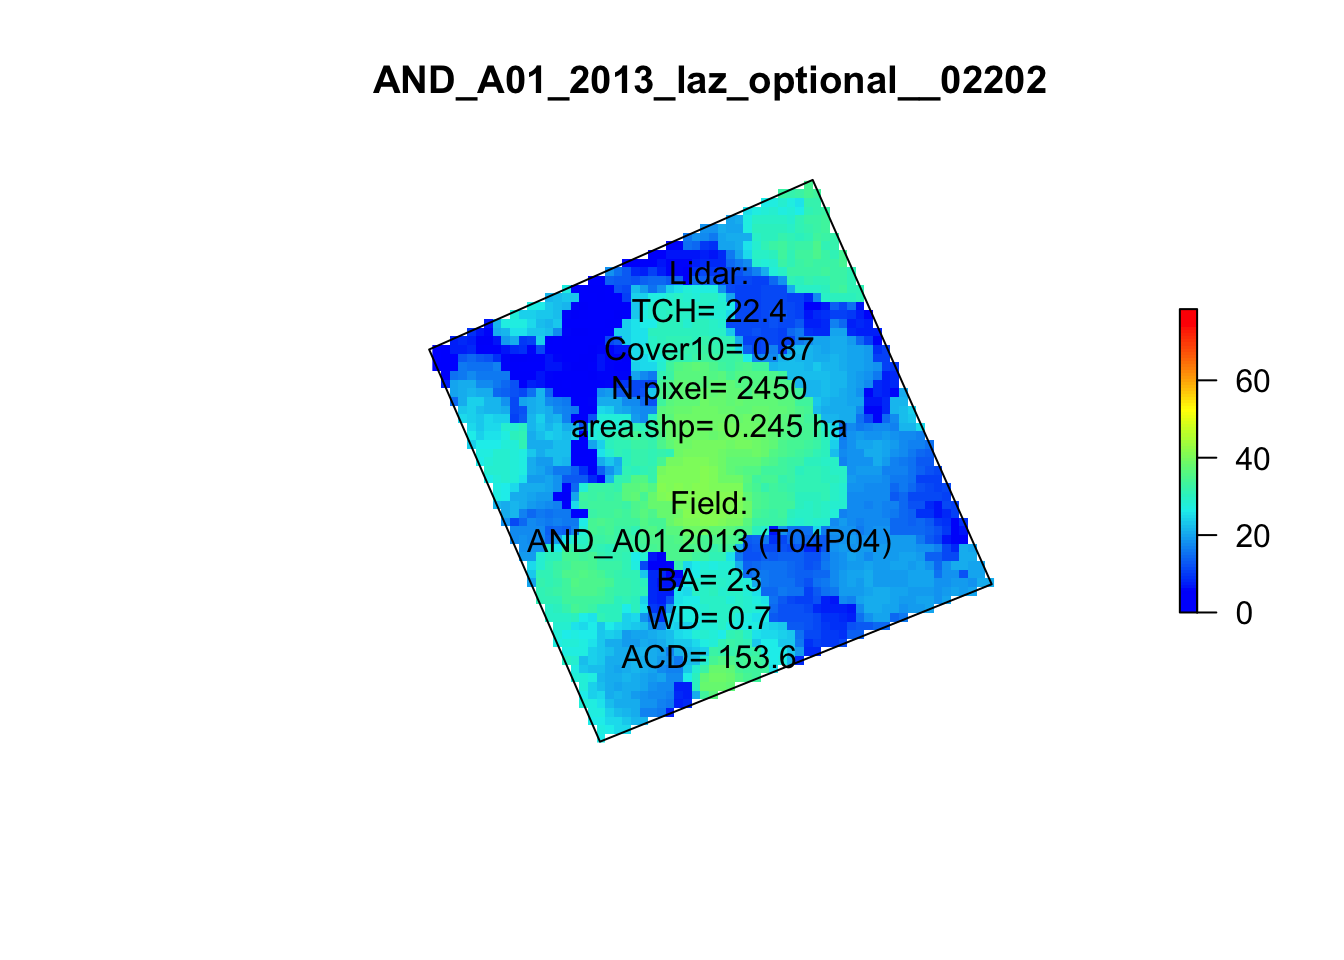 AND_A01_2013_laz_optional__02202
Lidar:
TCH= 22.4
Cover10= 0.87
N.pixel= 2450
area.shp= 0.245 ha
Field:
AND_A01 2013 (T04P04)
BA= 23
WD= 0.7
ACD= 153.6
60
40
20
0